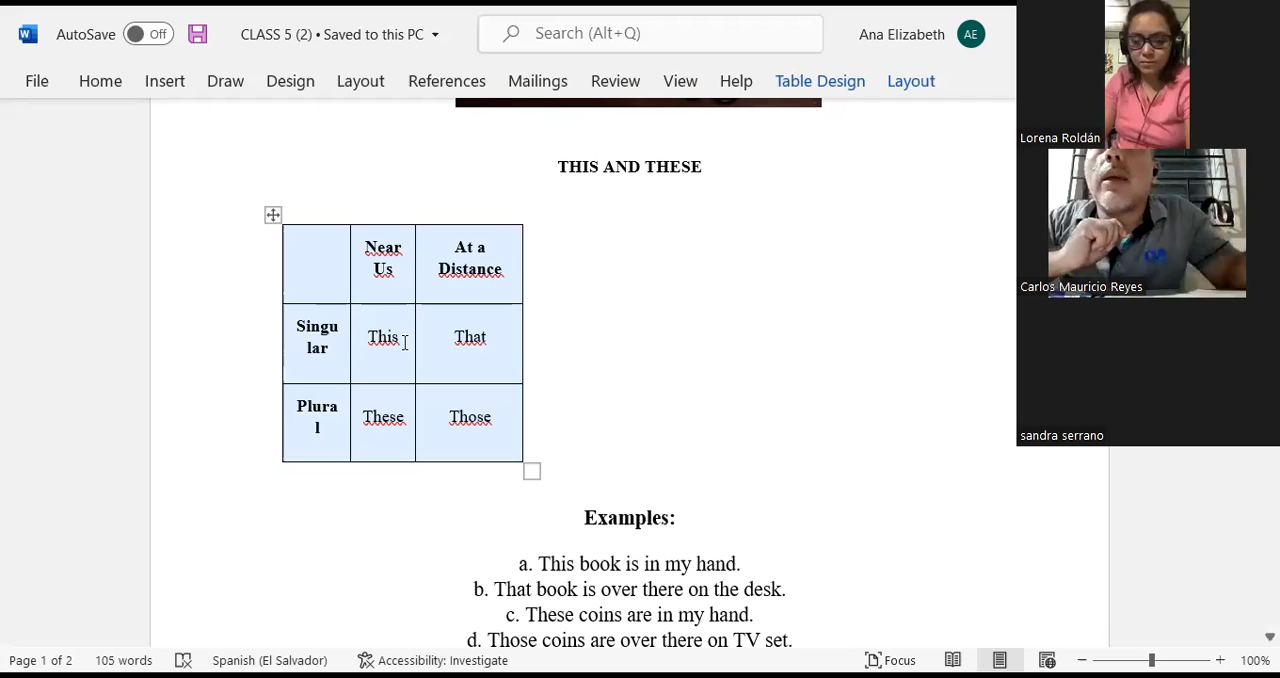 AutoSave Off CLASS 5 (2) • Saved to this PC Search (Alt+Q) Ana Elizabeth AE
File Home Insert Draw Design Layout References Mailings Review View Help Table Design Layout
Lorena Roldán
THIS AND THESE
Near Us At a Distance
Singular This That
Plural These Those
Carlos Mauricio Reyes
sandra serrano
Examples:
a. This book is in my hand.
b. That book is over there on the desk.
c. These coins are in my hand.
d. Those coins are over there on TV set.
Page 1 of 2 105 words Spanish (El Salvador) Accessibility: Investigate Focus 100%